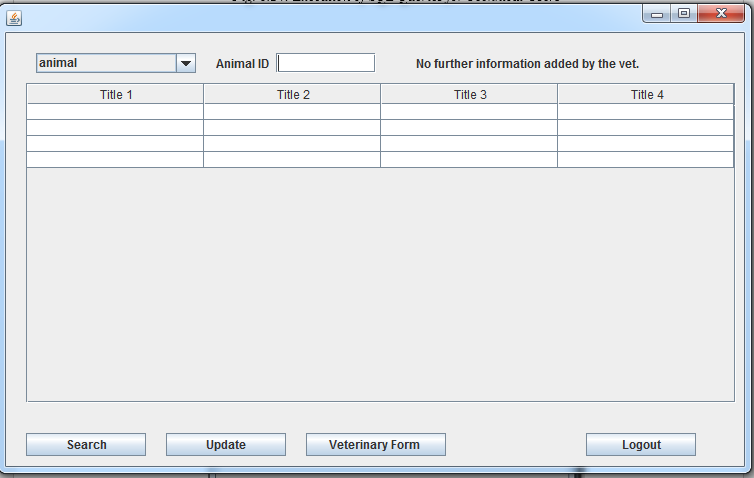 animal
Animal ID
No further information added by the vet.
Title 1 Title 2 Title 3 Title 4
Search Update Veterinary Form Logout